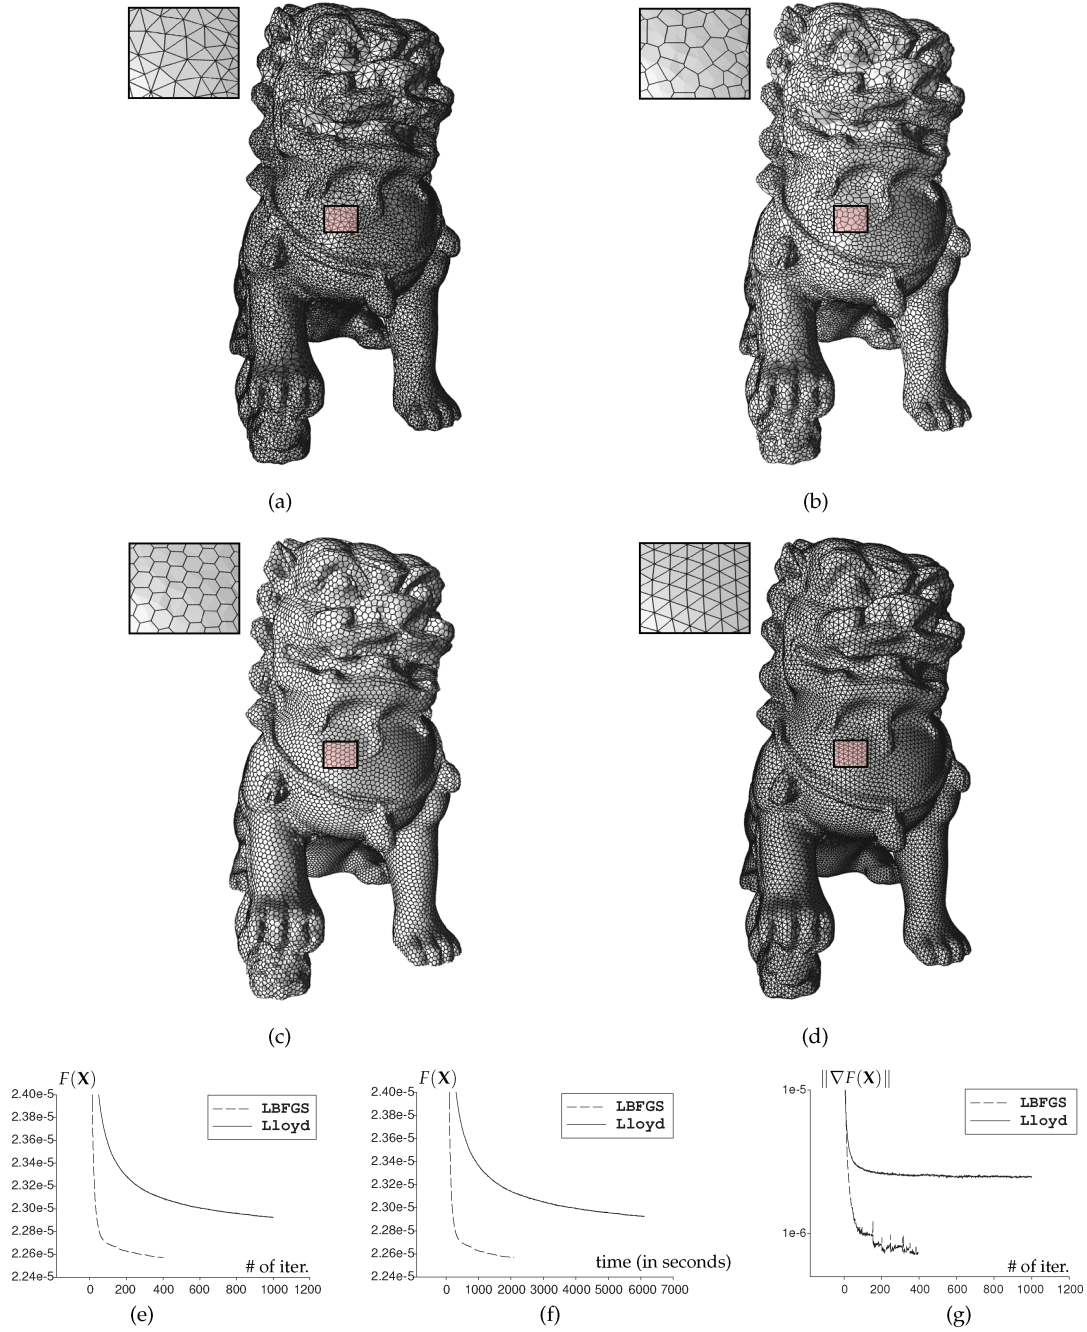 (a)
(b)
(c)
(d)
F(X)
2.40e-5
2.38e-5
2.36e-5
2.34e-5
2.32e-5
2.30e-5
2.28e-5
2.26e-5
2.24e-5
LBFGS
Lloyd
# of iter.
0 200 400 600 800 1000 1200
(e)
F(X)
2.40e-5
2.38e-5
2.36e-5
2.34e-5
2.32e-5
2.30e-5
2.28e-5
2.26e-5
2.24e-5
LBFGS
Lloyd
time (in seconds)
0 1000 2000 3000 4000 5000 6000 7000
(f)
||∇F(X)||
1e-5
1e-6
LBFGS
Lloyd
# of iter.
0 200 400 600 800 1000 1200
(g)